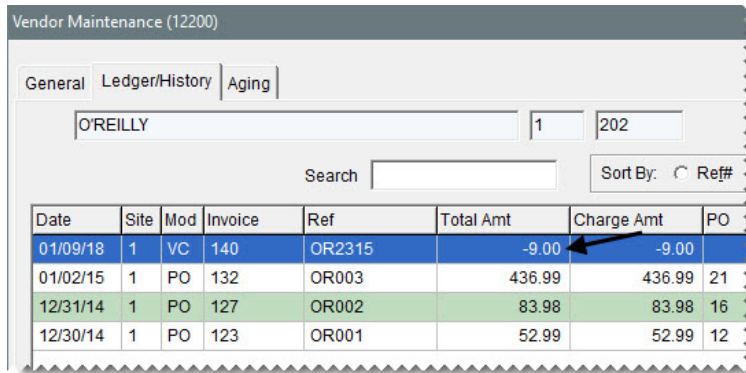 Vendor Maintenance (12200)
General Ledger/History Aging
O'REILLY 1 202
Search Sort By: Ref#
Date Site Mod Invoice Ref Total Amt Charge Amt PO
01/09/18 1 VC 140 OR2315 -9.00 -9.00
01/02/15 1 PO 132 OR003 436.99 436.99 21
12/31/14 1 PO 127 OR002 83.98 83.98 16
12/30/14 1 PO 123 OR001 52.99 52.99 12